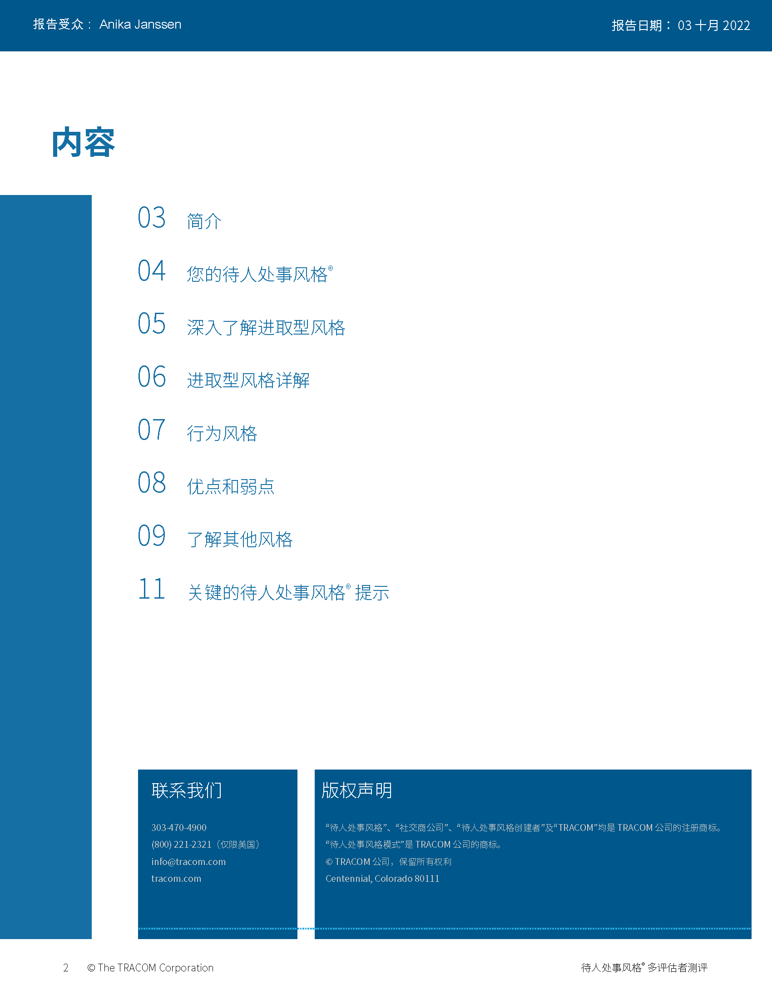 报告受众： Anika Janssen
报告日期： 03 十月 2022
内容
03 简介
04 您的待人处事风格®
05 深入了解进取型风格
06 进取型风格详解
07 行为风格
08 优点和弱点
09 了解其他风格
11 关键的待人处事风格® 提示
联系我们
303-470-4900
(800) 221-2321（仅限美国）
info@tracom.com
tracom.com
版权声明
“待人处事风格”、“社交商公司”、“待人处事风格创建者”及“TRACOM”均是 TRACOM 公司的注册商标。
“待人处事风格模式”是 TRACOM 公司的商标。
© TRACOM 公司，保留所有权利
Centennial, Colorado 80111
2 © The TRACOM Corporation
待人处事风格® 多评估者测评